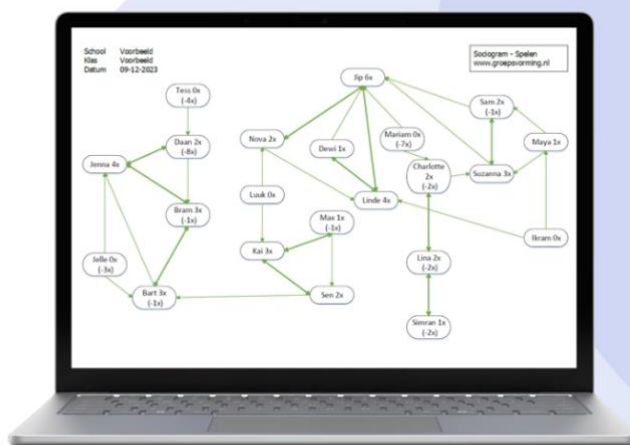 School Voorbeeld
Klas Voorbeeld
Datum 09-12-2023
Sociogram - Spelen
www.groepsvorming.nl
Tess 0x
(-4x)
Jip 6x
Sam 2x
(-1x)
Daan 2x
(-8x)
Nova 2x
Dewi 1x
Mariam 0x
(-7x)
Maya 1x
Jenna 4x
Charlotte
2x
(-2x)
Suzanna 3x
Luuk 0x
Linde 4x
Bram 3x
(-1x)
Max 1x
(-1x)
Ikram 0x
Kai 3x
Jelle 0x
(-3x)
Lina 2x
(-2x)
Bart 3x
(-1x)
Sen 2x
Simran 1x
(-2x)